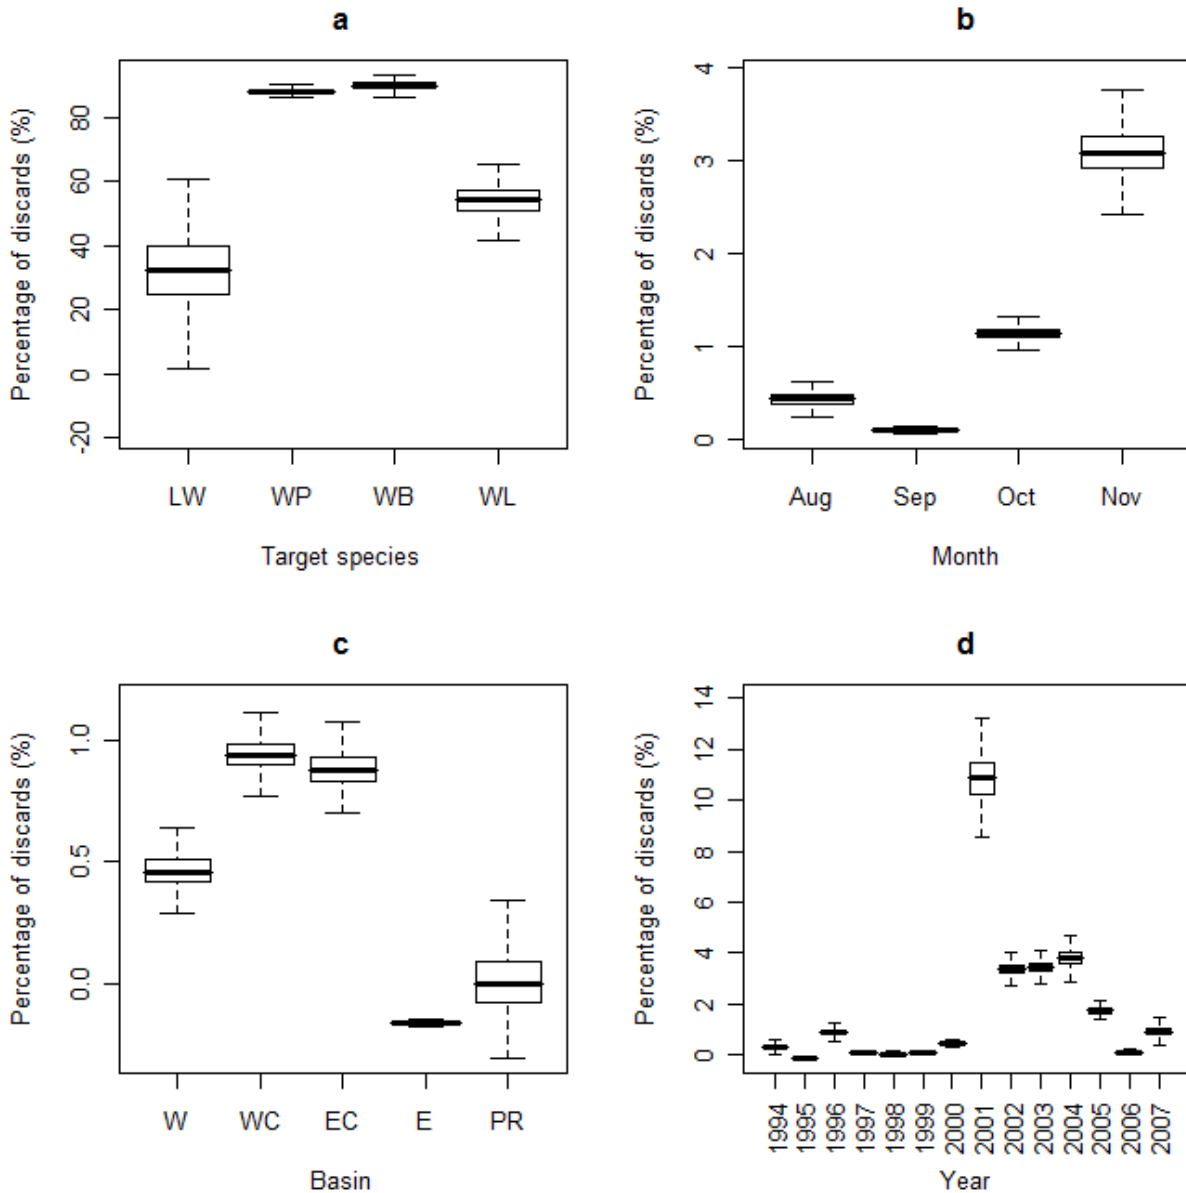 a
Percentage of discards (%)
80
60
40
20
0
-20
LW WP WB WL
Target species
b
Percentage of discards (%)
4
3
2
1
0
Aug Sep Oct Nov
Month
c
Percentage of discards (%)
1.0
0.5
0.0
W WC EC E PR
Basin
d
Percentage of discards (%)
14
12
10
8
6
4
2
0
1994 1995 1996 1997 1998 1999 2000 2001 2002 2003 2004 2005 2006 2007
Year